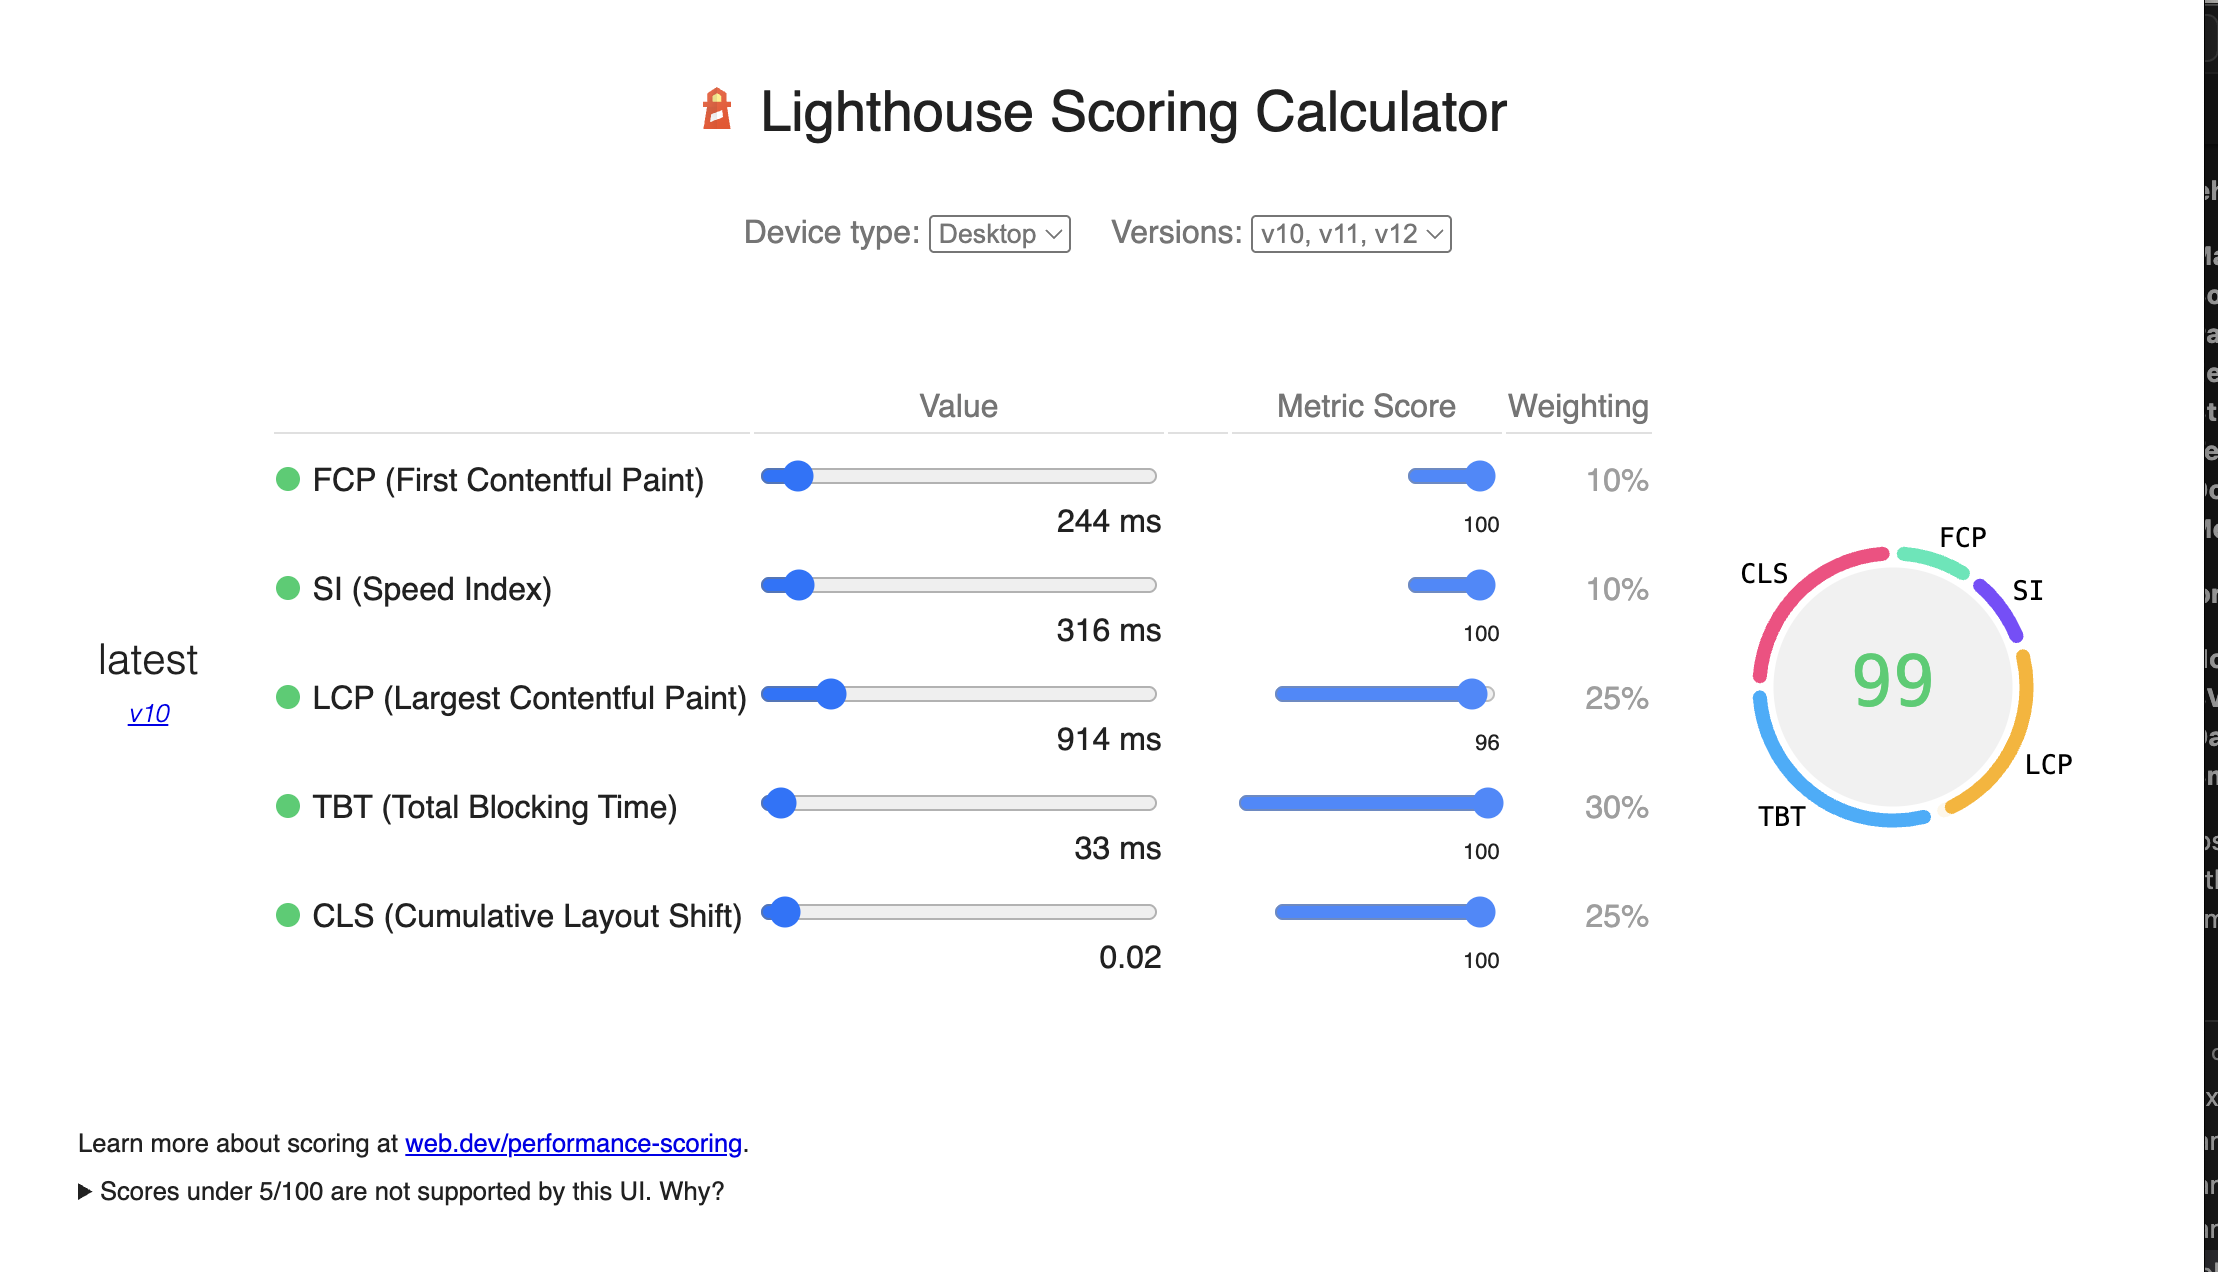 Lighthouse Scoring Calculator
Device type: Desktop Versions: v10, v11, v12
Value Metric Score Weighting
FCP (First Contentful Paint) 10%
244 ms 100
SI (Speed Index) 10%
316 ms 100
latest
v10
LCP (Largest Contentful Paint) 25%
914 ms 96
TBT (Total Blocking Time) 30%
33 ms 100
CLS (Cumulative Layout Shift) 25%
0.02 100
FCP
CLS
SI
99
LCP
TBT
Learn more about scoring at web.dev/performance-scoring.
Scores under 5/100 are not supported by this UI. Why?